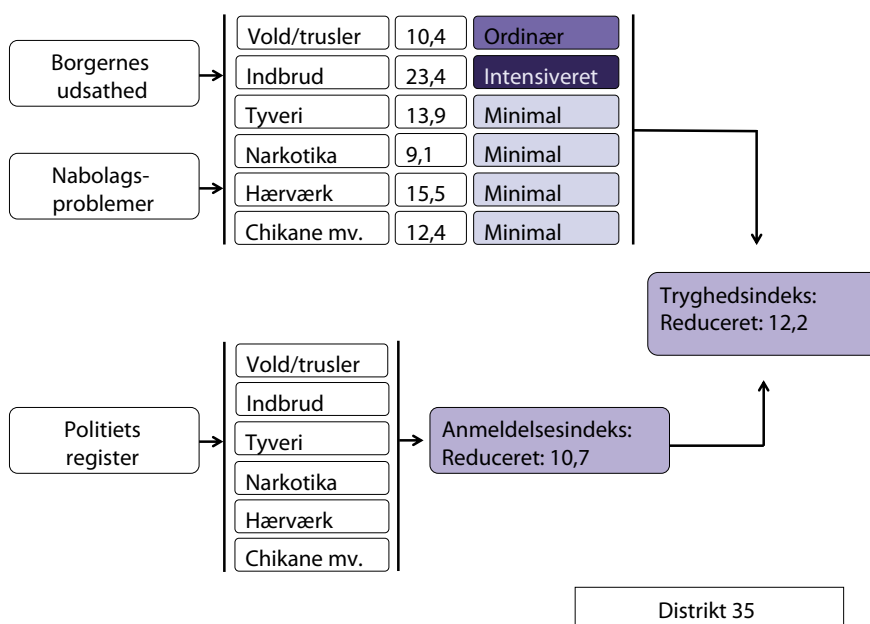 Borgernes
udsathed
Nabolags-
problemer
Vold/trusler 10,4 Ordinær
Indbrud 23,4 Intensiveret
Tyveri 13,9 Minimal
Narkotika 9,1 Minimal
Hærværk 15,5 Minimal
Chikane mv. 12,4 Minimal
Tryghedsindeks:
Reduceret: 12,2
Politiets
register
Vold/trusler
Indbrud
Tyveri
Narkotika
Hærværk
Chikane mv.
Anmeldelsesindeks:
Reduceret: 10,7
Distrikt 35